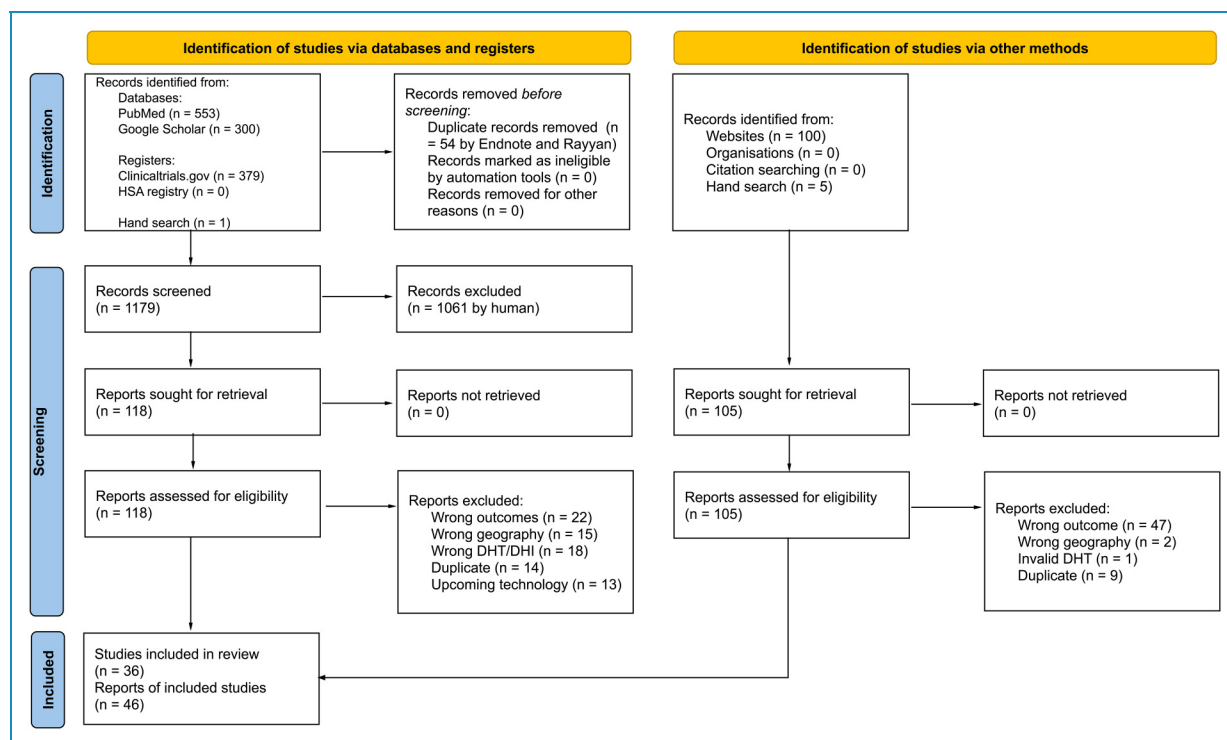 Identification of studies via databases and registers
Identification of studies via other methods
Identification
Records identified from:
Databases:
PubMed (n = 553)
Google Scholar (n = 300)
Registers:
Clinicaltrials.gov (n = 379)
HSA registry (n = 0)
Hand search (n = 1)
Records removed before
screening:
Duplicate records removed (n
= 54 by Endnote and Rayyan)
Records marked as ineligible
by automation tools (n = 0)
Records removed for other
reasons (n = 0)
Records identified from:
Websites (n = 100)
Organisations (n = 0)
Citation searching (n = 0)
Hand search (n = 5)
Screening
Records screened
(n = 1179)
Records excluded
(n = 1061 by human)
Reports sought for retrieval
(n = 118)
Reports not retrieved
(n = 0)
Reports sought for retrieval
(n = 105)
Reports not retrieved
(n = 0)
Reports assessed for eligibility
(n = 118)
Reports excluded:
Wrong outcomes (n = 22)
Wrong geography (n = 15)
Wrong DHT/DHI (n = 18)
Duplicate (n = 14)
Upcoming technology (n = 13)
Reports assessed for eligibility
(n = 105)
Reports excluded:
Wrong outcome (n = 47)
Wrong geography (n = 2)
Invalid DHT (n = 1)
Duplicate (n = 9)
Included
Studies included in review
(n = 36)
Reports of included studies
(n = 46)